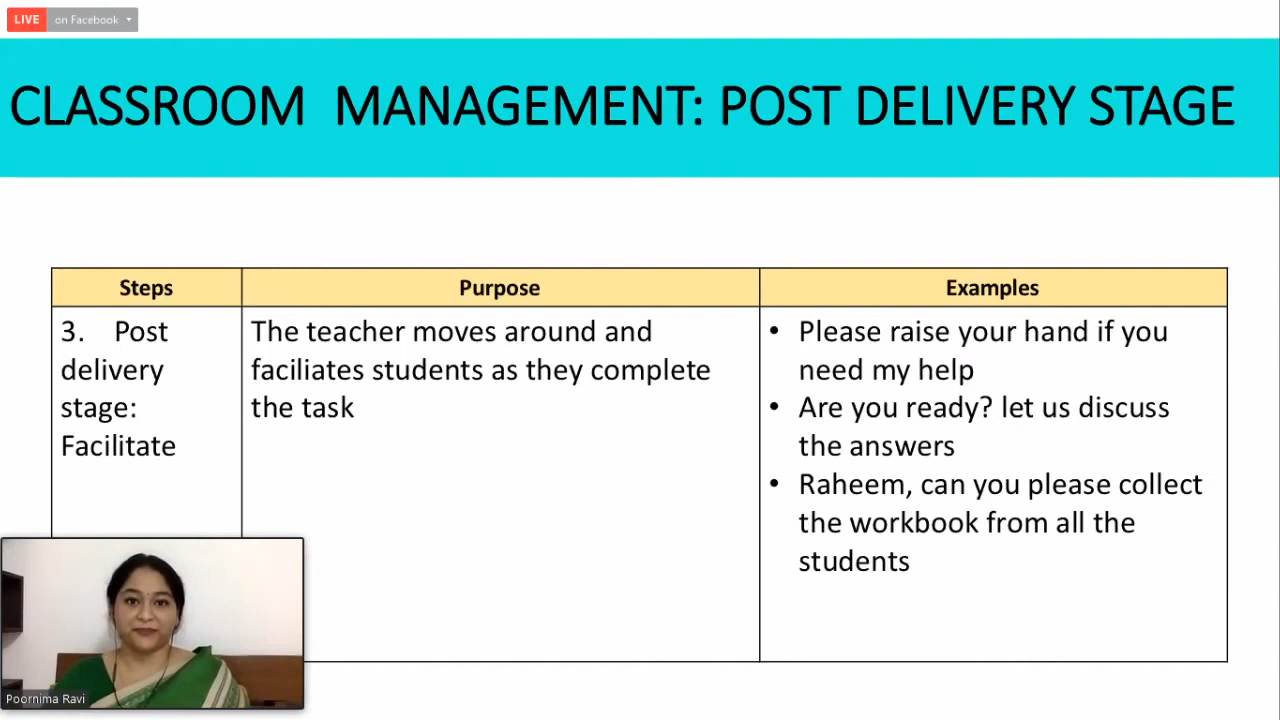 LIVE on Facebook
CLASSROOM MANAGEMENT: POST DELIVERY STAGE
Steps
Purpose
Examples
3. Post
delivery
stage:
Facilitate
The teacher moves around and
faciliates students as they complete
the task
• Please raise your hand if you
need my help
• Are you ready? let us discuss
the answers
• Raheem, can you please collect
the workbook from all the
students
Poornima Ravi